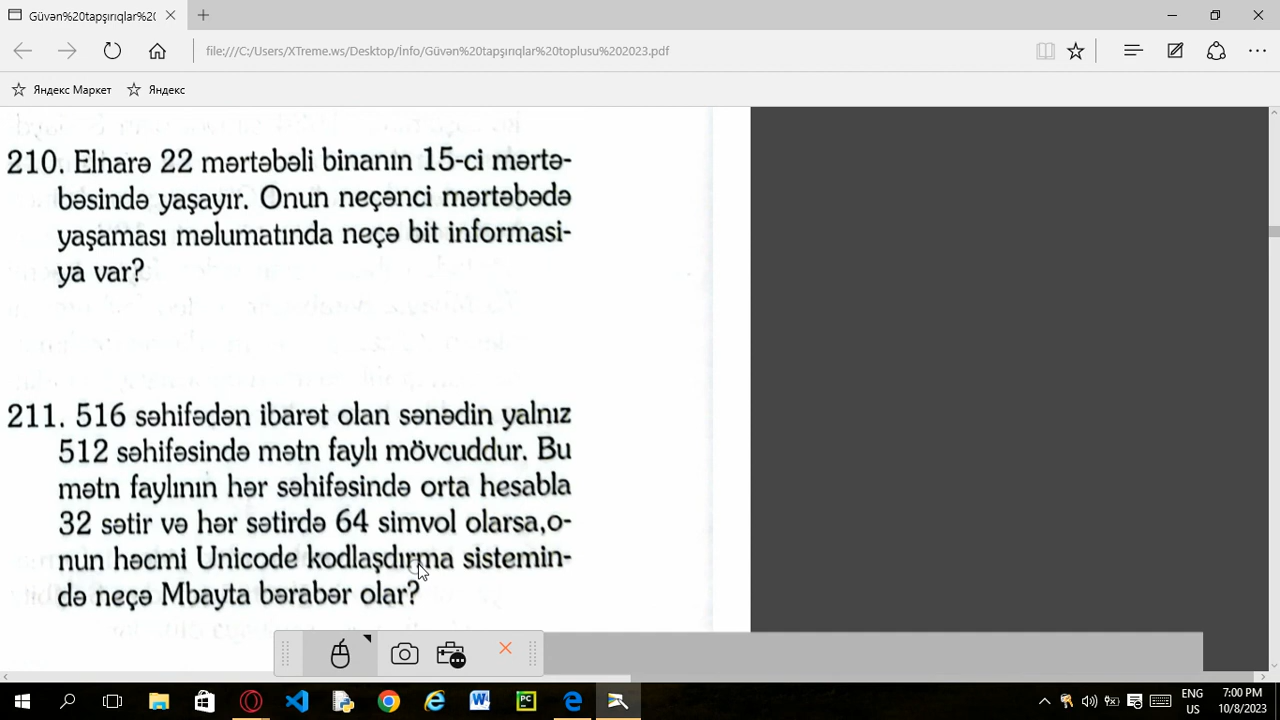 Güvən%20tapşırıqlar%20
file:///C:/Users/XTreme.ws/Desktop/İnfo/Güvən%20tapşırıqlar%20toplusu%202023.pdf
Яндекс Маркет
Яндекс
210. Elnarə 22 mərtəbəli binanın 15-ci mərtə-
bəsində yaşayır. Onun neçənci mərtəbədə
yaşaması məlumatında neçə bit informasi-
ya var?
211. 516 səhifədən ibarət olan sənədin yalnız
512 səhifəsində mətn faylı mövcuddur. Bu
mətn faylının hər səhifəsində orta hesabla
32 sətir və hər sətirdə 64 simvol olarsa,o-
nun həcmi Unicode kodlaşdırma sistemin-
də neçə Mbayta bərabər olar?
ENG
US
7:00 PM
10/8/2023